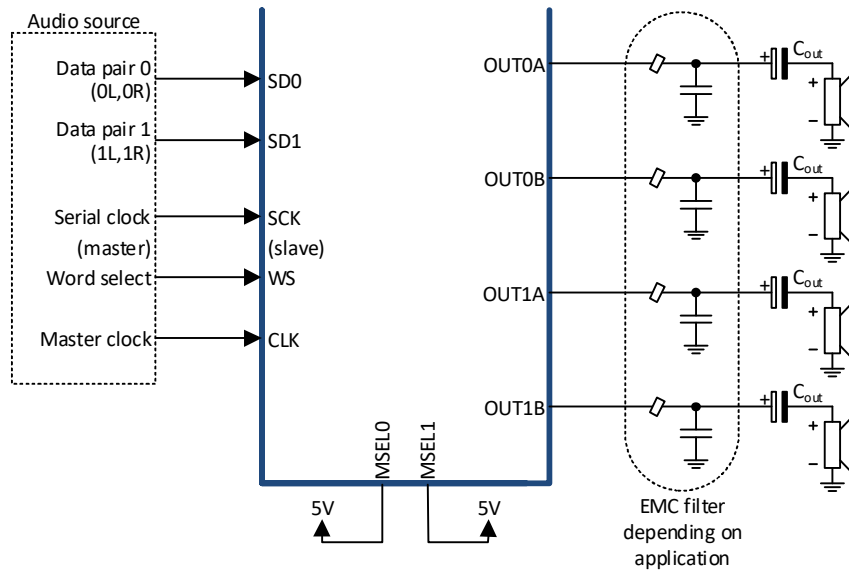 Audio source
Data pair 0
(0L,0R)
SD0
Data pair 1
(1L,1R)
SD1
Serial clock
(master)
SCK
(slave)
Word select
WS
Master clock
CLK
MSEL0
MSEL1
5V
5V
OUT0A
+
Cout
+
−
OUT0B
+
Cout
+
−
OUT1A
+
Cout
+
−
OUT1B
+
Cout
+
−
EMC filter
depending on
application